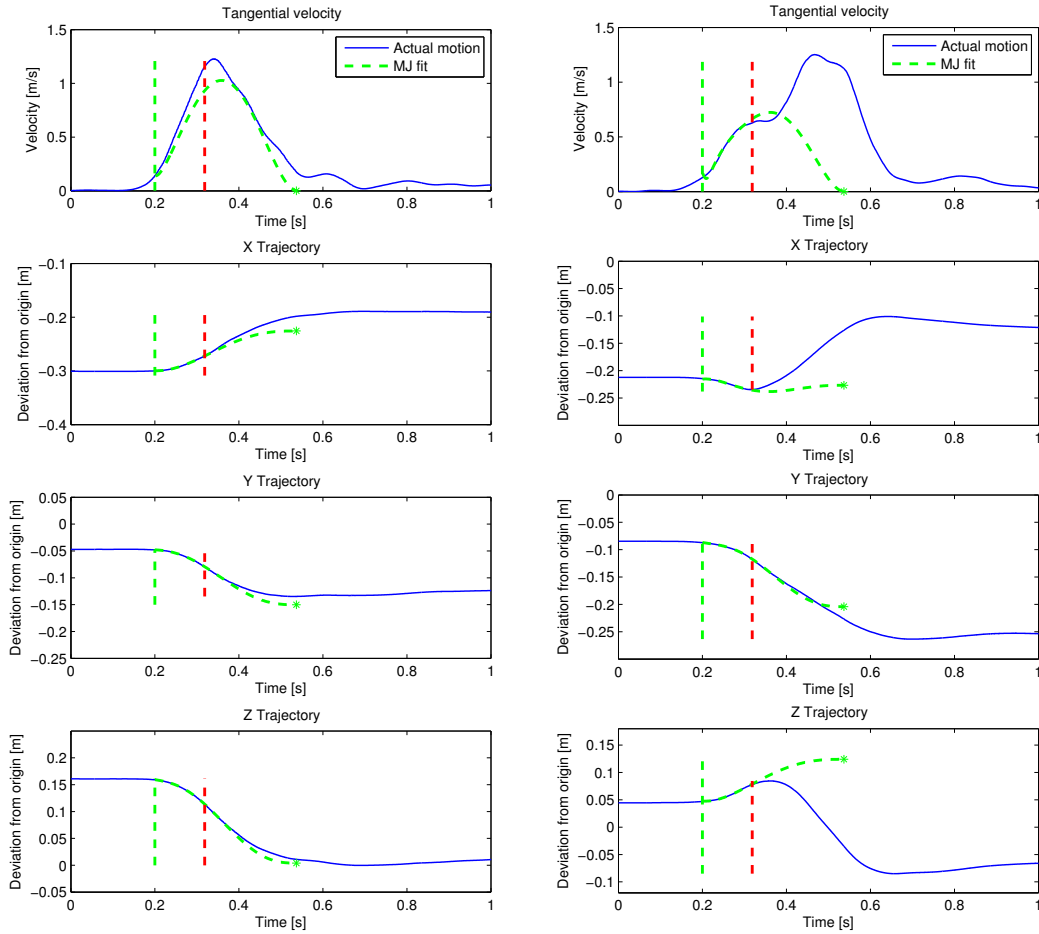 Tangential velocity
1.5
1
0.5
0
Velocity [m/s]
Actual motion
MJ fit
0 0.2 0.4 0.6 0.8 1
Time [s]
X Trajectory
−0.1
−0.2
−0.3
−0.4
Deviation from origin [m]
0 0.2 0.4 0.6 0.8 1
Time [s]
Y Trajectory
0.05
0
−0.05
−0.1
−0.15
−0.2
−0.25
Deviation from origin [m]
0 0.2 0.4 0.6 0.8 1
Time [s]
Z Trajectory
0.2
0.15
0.1
0.05
0
−0.05
Deviation from origin [m]
0 0.2 0.4 0.6 0.8 1
Time [s]
Tangential velocity
1.5
1
0.5
0
Velocity [m/s]
Actual motion
MJ fit
0 0.2 0.4 0.6 0.8 1
Time [s]
X Trajectory
0
−0.05
−0.1
−0.15
−0.2
−0.25
Deviation from origin [m]
0 0.2 0.4 0.6 0.8 1
Time [s]
Y Trajectory
0
−0.05
−0.1
−0.15
−0.2
−0.25
Deviation from origin [m]
0 0.2 0.4 0.6 0.8 1
Time [s]
Z Trajectory
0.15
0.1
0.05
0
−0.05
−0.1
Deviation from origin [m]
0 0.2 0.4 0.6 0.8 1
Time [s]